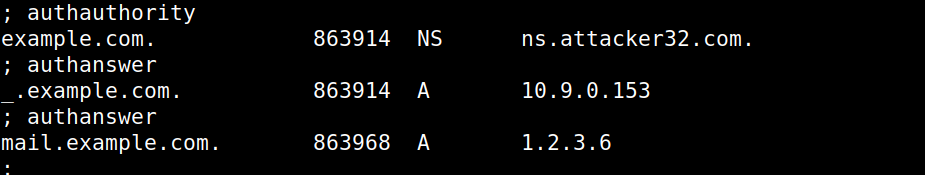 ; authauthority
example.com. 863914 NS ns.attacker32.com.
; authanswer
_.example.com. 863914 A 10.9.0.153
; authanswer
mail.example.com. 863968 A 1.2.3.6
;